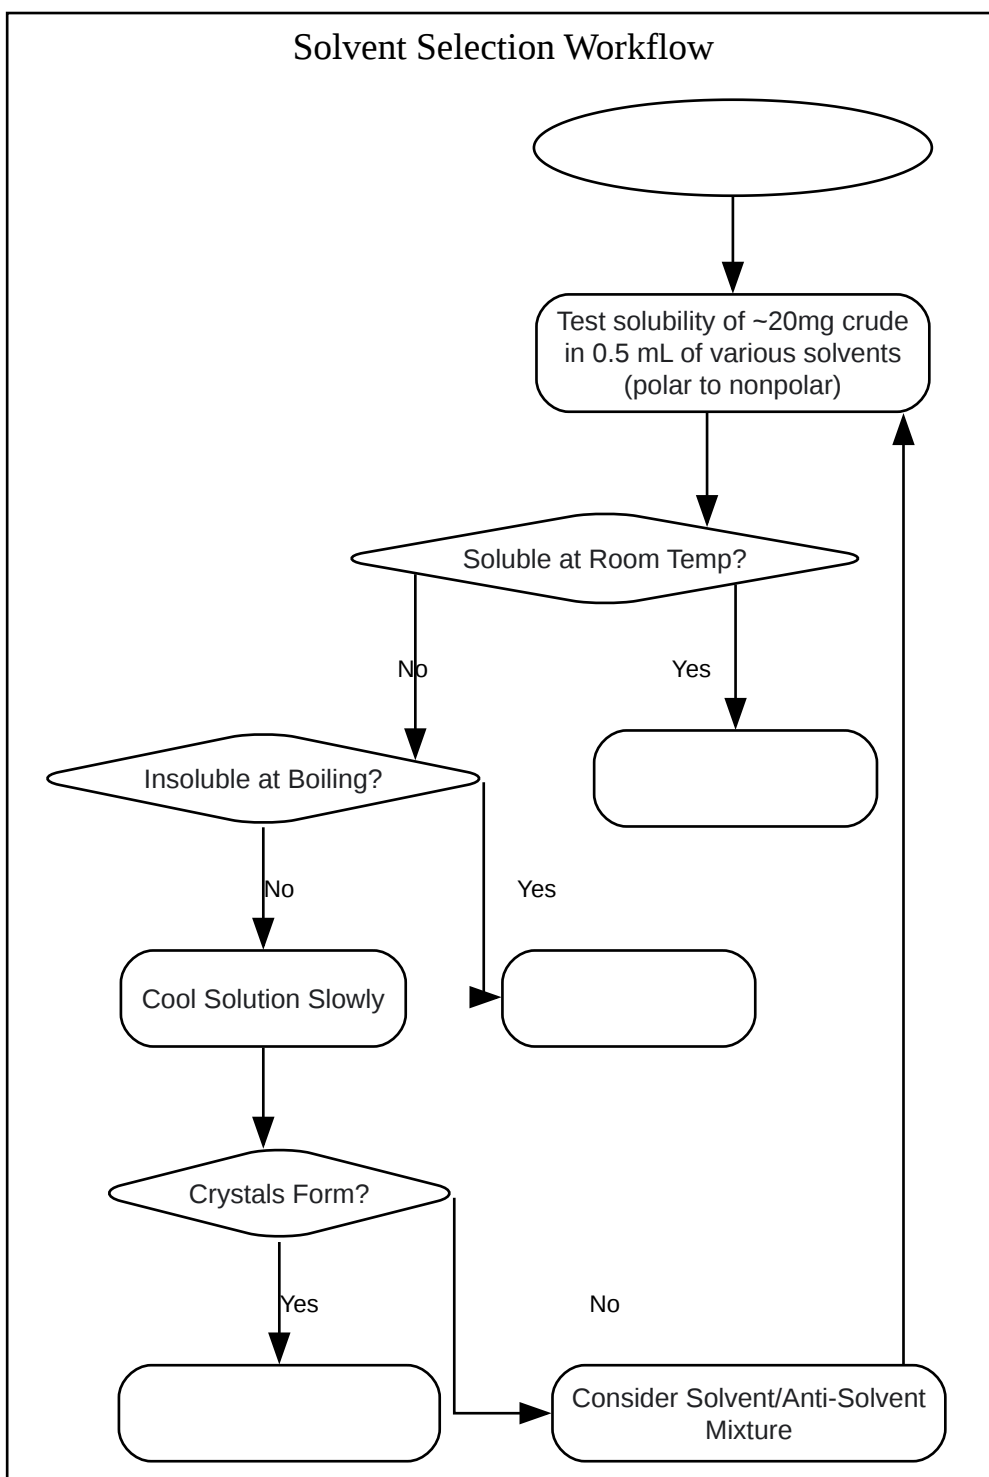 Solvent Selection Workflow
Test solubility of ~20mg crude
in 0.5 mL of various solvents
(polar to nonpolar)
Soluble at Room Temp?
No
Yes
Insoluble at Boiling?
No
Yes
Cool Solution Slowly
Crystals Form?
Yes
No
Consider Solvent/Anti-Solvent
Mixture